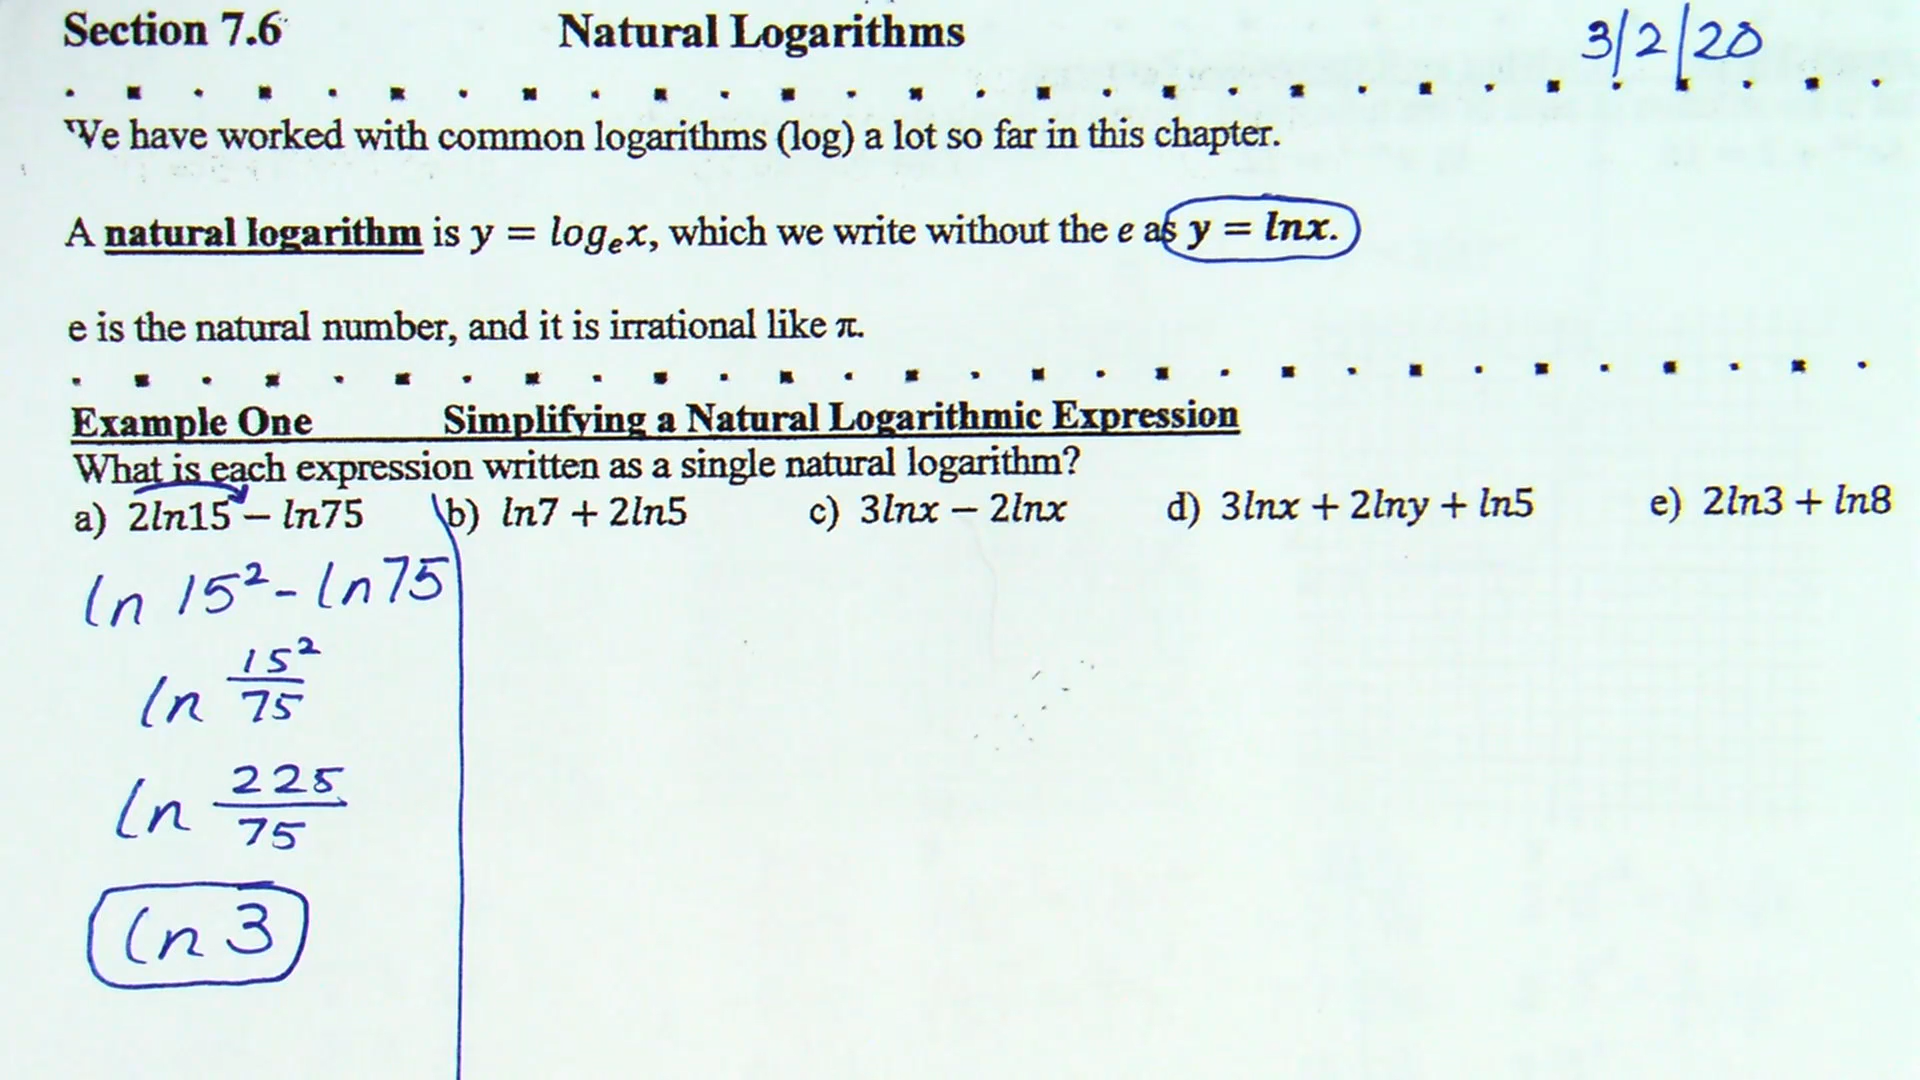 Section 7.6 Natural Logarithms 3/2/20
We have worked with common logarithms (log) a lot so far in this chapter.
A natural logarithm is y = logₑx, which we write without the e as y = lnx.
e is the natural number, and it is irrational like π.
Example One Simplifying a Natural Logarithmic Expression
What is each expression written as a single natural logarithm?
a) 2ln15 − ln75 b) ln7 + 2ln5 c) 3lnx − 2lnx d) 3lnx + 2lny + ln5 e) 2ln3 + ln8
ln 15² - ln 75
ln 15²/75
ln 225/75
ln 3